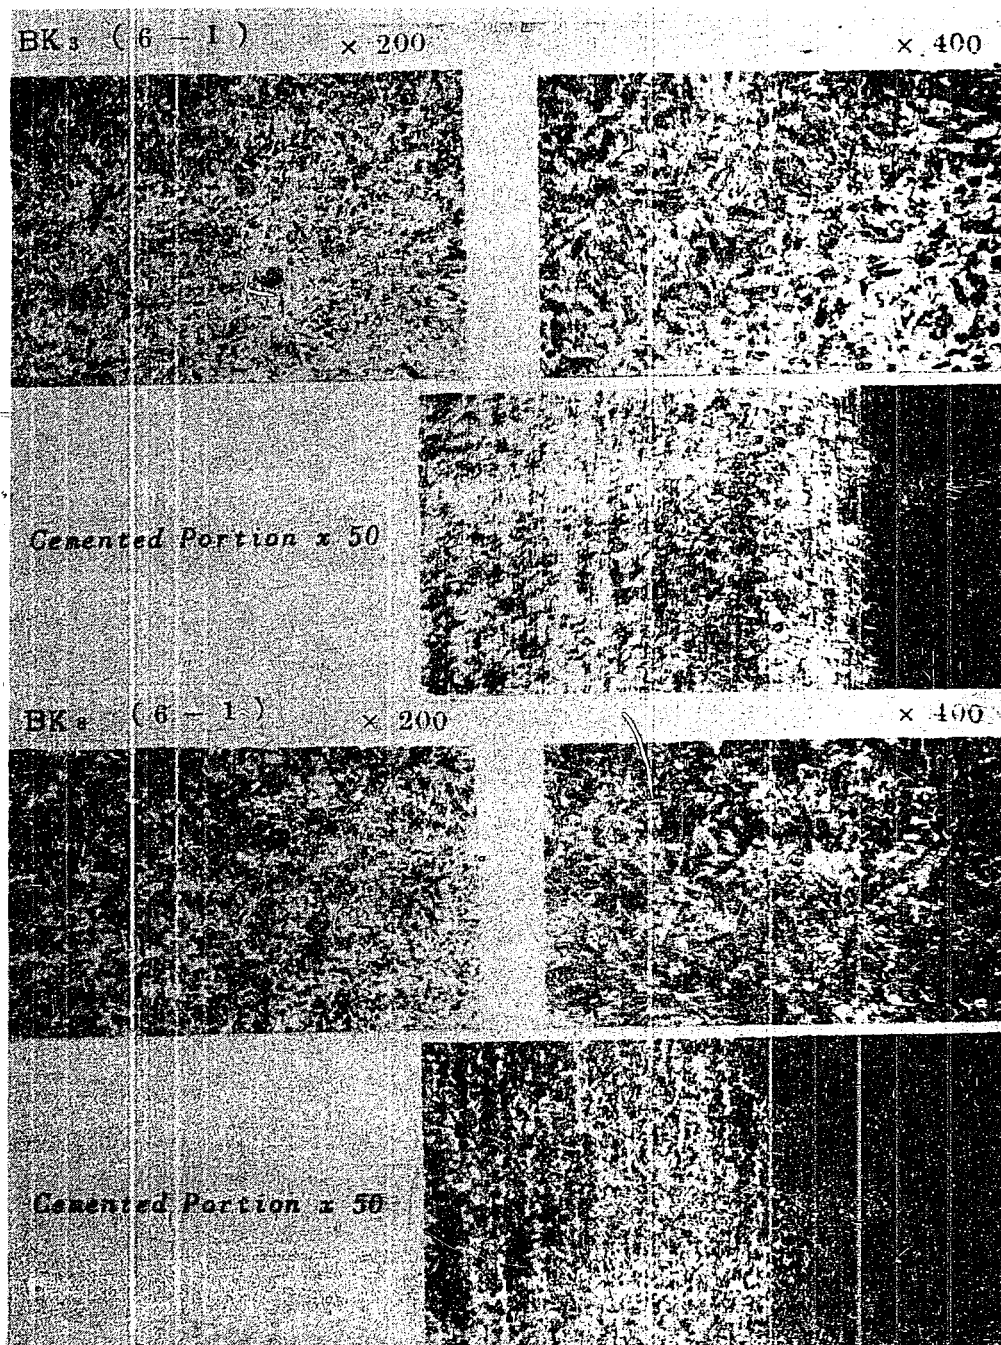 BK₃ ( 6 – 1 ) × 200 × 400
Cemented Portion x 50
BK₈ ( 6 – 1 ) × 200 × 400
Cemented Portion x 50